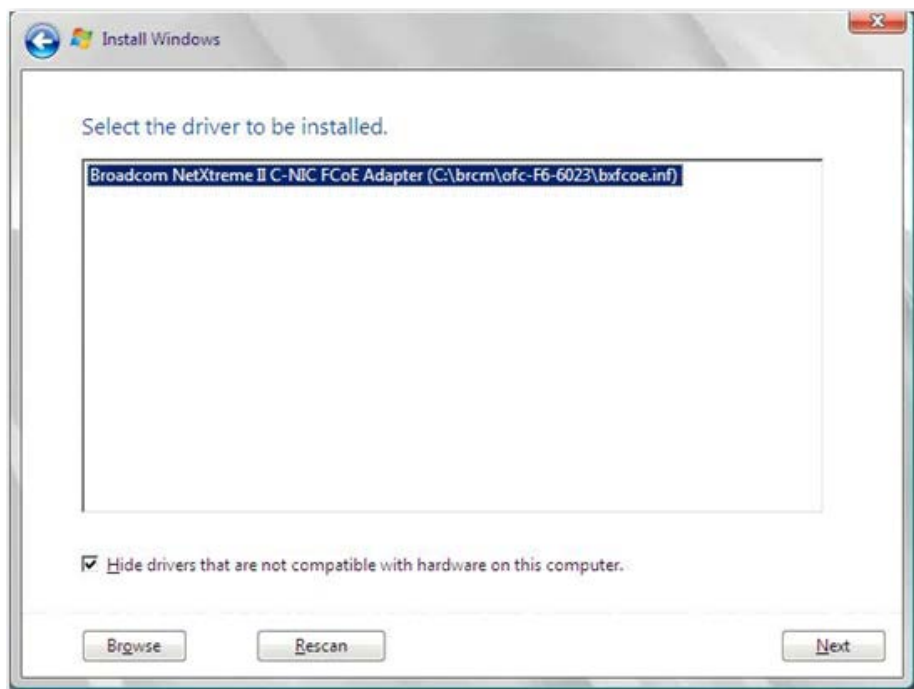 Install Windows
Select the driver to be installed.
Broadcom NetXtreme II C-NIC FCoE Adapter (C:\brcm\ofc-F6-6023\bxfcoe.inf)
Hide drivers that are not compatible with hardware on this computer.
Browse
Rescan
Next